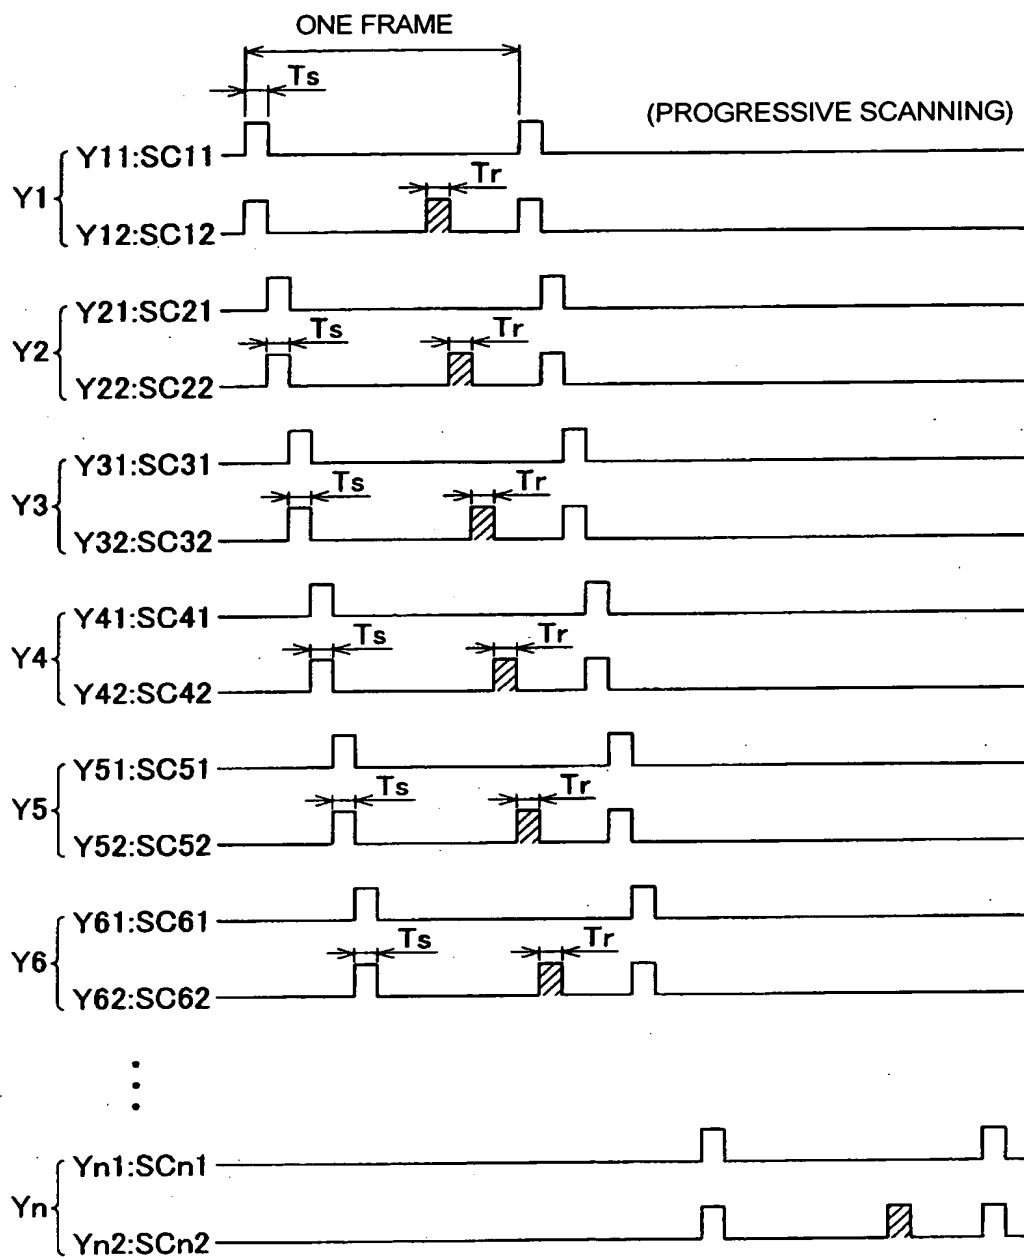 ONE FRAME
Ts
(PROGRESSIVE SCANNING)
Y1
Y11:SC11
Tr
Y12:SC12
Y2
Y21:SC21
Ts
Tr
Y22:SC22
Y3
Y31:SC31
Ts
Tr
Y32:SC32
Y4
Y41:SC41
Ts
Tr
Y42:SC42
Y5
Y51:SC51
Ts
Tr
Y52:SC52
Y6
Y61:SC61
Ts
Tr
Y62:SC62
Yn
Yn1:SCn1
Yn2:SCn2